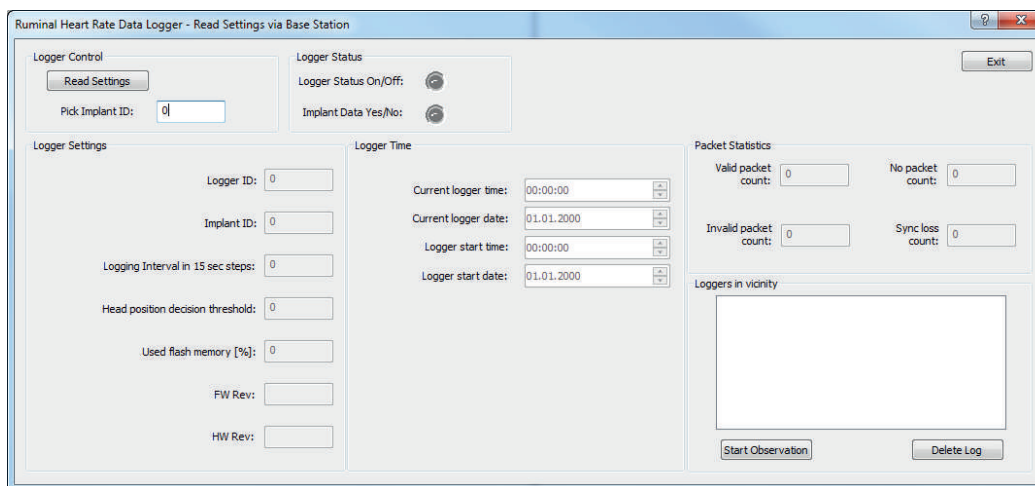 Ruminal Heart Rate Data Logger - Read Settings via Base Station
Exit
Logger Control
Read Settings
Pick Implant ID: 0
Logger Status
Logger Status On/Off:
Implant Data Yes/No:
Logger Settings
Logger ID: 0
Implant ID: 0
Logging Interval in 15 sec steps: 0
Head position decision threshold: 0
Used flash memory [%]: 0
FW Rev:
HW Rev:
Logger Time
Current logger time: 00:00:00
Current logger date: 01.01.2000
Logger start time: 00:00:00
Logger start date: 01.01.2000
Packet Statistics
Valid packet
count: 0
No packet
count: 0
Invalid packet
count: 0
Sync loss
count: 0
Loggers in vicinity
Start Observation
Delete Log